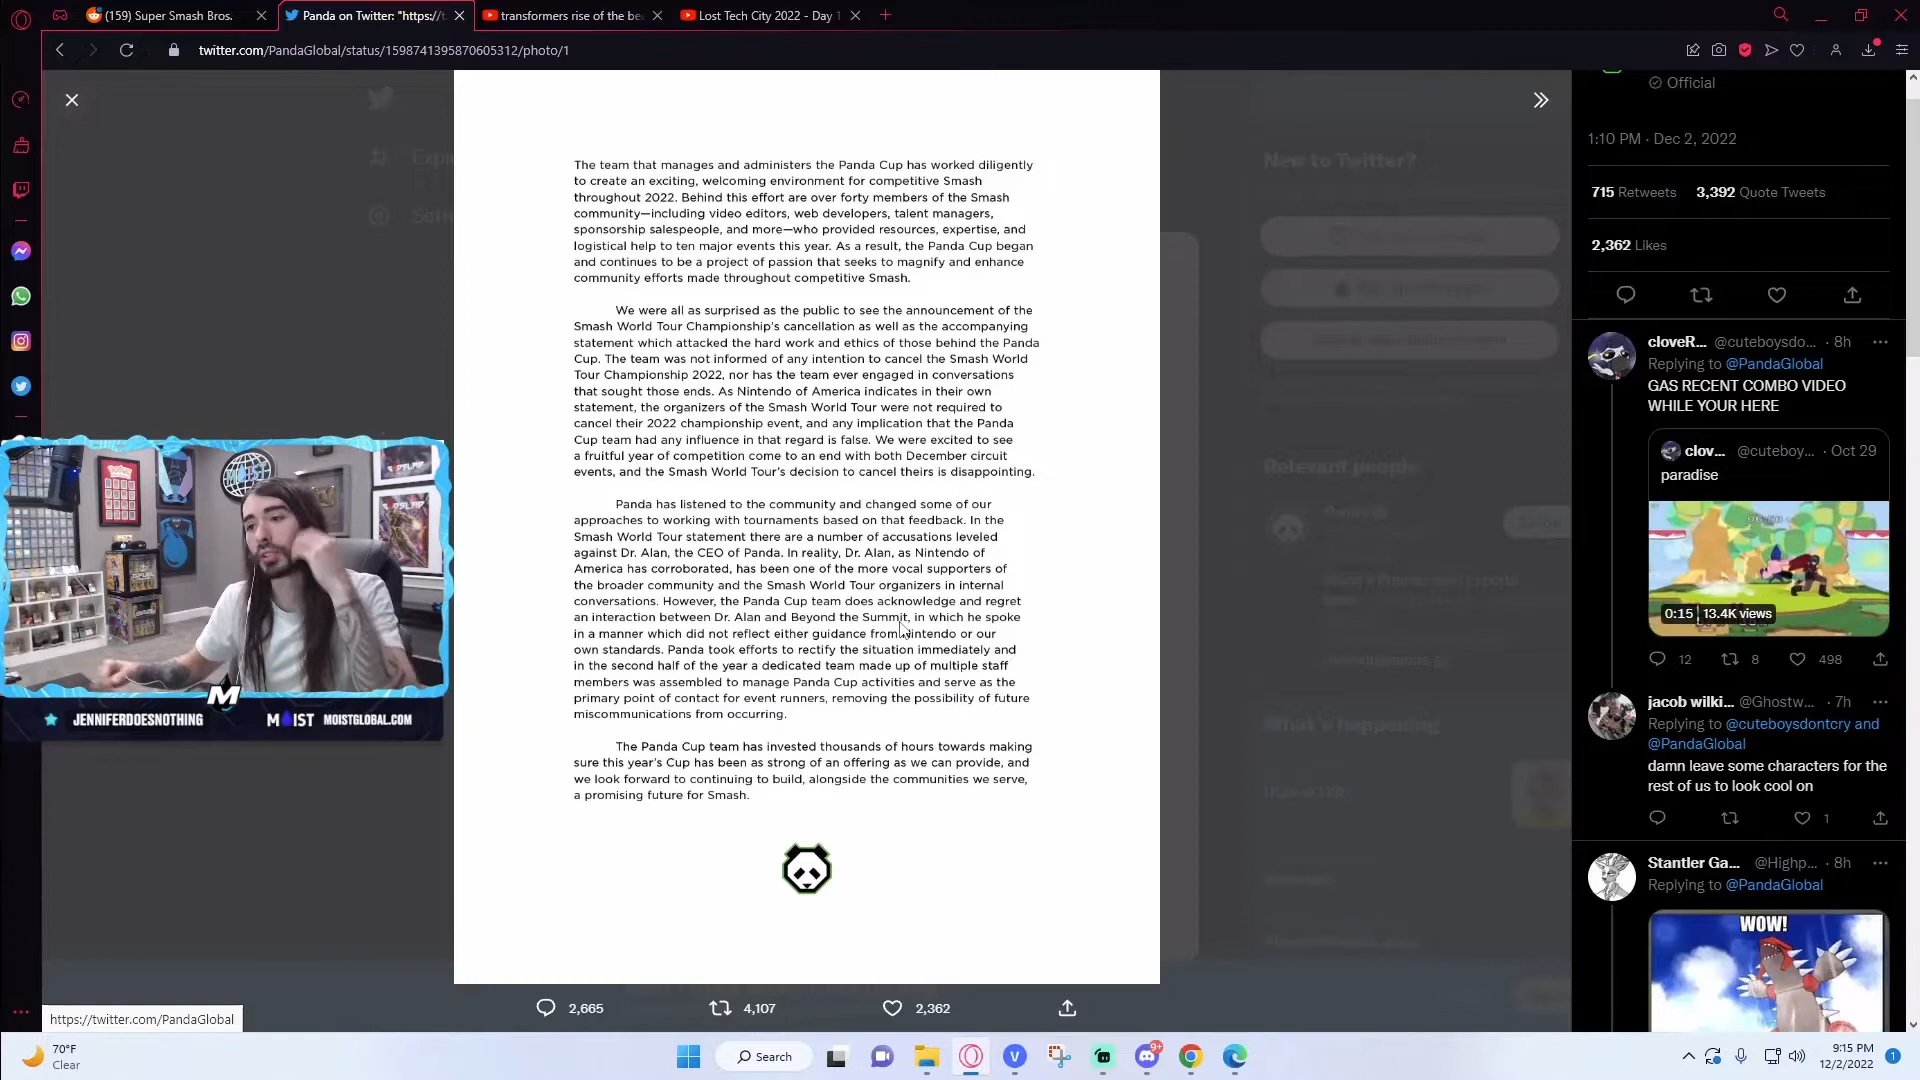 (159) Super Smash Bros.
Panda on Twitter: "https://t.
transformers rise of the be
Lost Tech City 2022 - Day 1
twitter.com/PandaGlobal/status/1598741395870605312/photo/1
The team that manages and administers the Panda Cup has worked diligently
to create an exciting, welcoming environment for competitive Smash
throughout 2022. Behind this effort are over forty members of the Smash
community—including video editors, web developers, talent managers,
sponsorship salespeople, and more—who provided resources, expertise, and
logistical help to ten major events this year. As a result, the Panda Cup began
and continues to be a project of passion that seeks to magnify and enhance
community efforts made throughout competitive Smash.
We were all as surprised as the public to see the announcement of the
Smash World Tour Championship's cancellation as well as the accompanying
statement which attacked the hard work and ethics of those behind the Panda
Cup. The team was not informed of any intention to cancel the Smash World
Tour Championship 2022, nor has the team ever engaged in conversations
that sought those ends. As Nintendo of America indicates in their own
statement, the organizers of the Smash World Tour were not required to
cancel their 2022 championship event, and any implication that the Panda
Cup team had any influence in that regard is false. We were excited to see
a fruitful year of competition come to an end with both December circuit
events, and the Smash World Tour's decision to cancel theirs is disappointing.
Panda has listened to the community and changed some of our
approaches to working with tournaments based on that feedback. In the
Smash World Tour statement there are a number of accusations leveled
against Dr. Alan, the CEO of Panda. In reality, Dr. Alan, as Nintendo of
America has corroborated, has been one of the more vocal supporters of
the broader community and the Smash World Tour organizers in internal
conversations. However, the Panda Cup team does acknowledge and regret
an interaction between Dr. Alan and Beyond the Summit, in which he spoke
in a manner which did not reflect either guidance from Nintendo or our
own standards. Panda took efforts to rectify the situation immediately and
in the second half of the year a dedicated team made up of multiple staff
members was assembled to manage Panda Cup activities and serve as the
primary point of contact for event runners, removing the possibility of future
miscommunications from occurring.
The Panda Cup team has invested thousands of hours towards making
sure this year's Cup has been as strong of an offering as we can provide, and
we look forward to continuing to build, alongside the communities we serve,
a promising future for Smash.
2,665
4,107
2,362
New to Twitter?
Relevant people
What's happening
Official
1:10 PM · Dec 2, 2022
715 Retweets 3,392 Quote Tweets
2,362 Likes
cloveR... @cuteboysdo... · 8h
Replying to @PandaGlobal
GAS RECENT COMBO VIDEO
WHILE YOUR HERE
clov... @cuteboy... · Oct 29
paradise
0:15 13.4K views
12 8 498
jacob wilki... @Ghostw... · 7h
Replying to @cuteboysdontcry and
@PandaGlobal
damn leave some characters for the
rest of us to look cool on
1
Stantler Ga... @Highp... · 8h
Replying to @PandaGlobal
WOW!
MOIST
M
JENNIFERDOESNOTHING
MOIST MOISTGLOBAL.COM
https://twitter.com/PandaGlobal
70°F
Clear
Search
9+
9:15 PM
12/2/2022
1